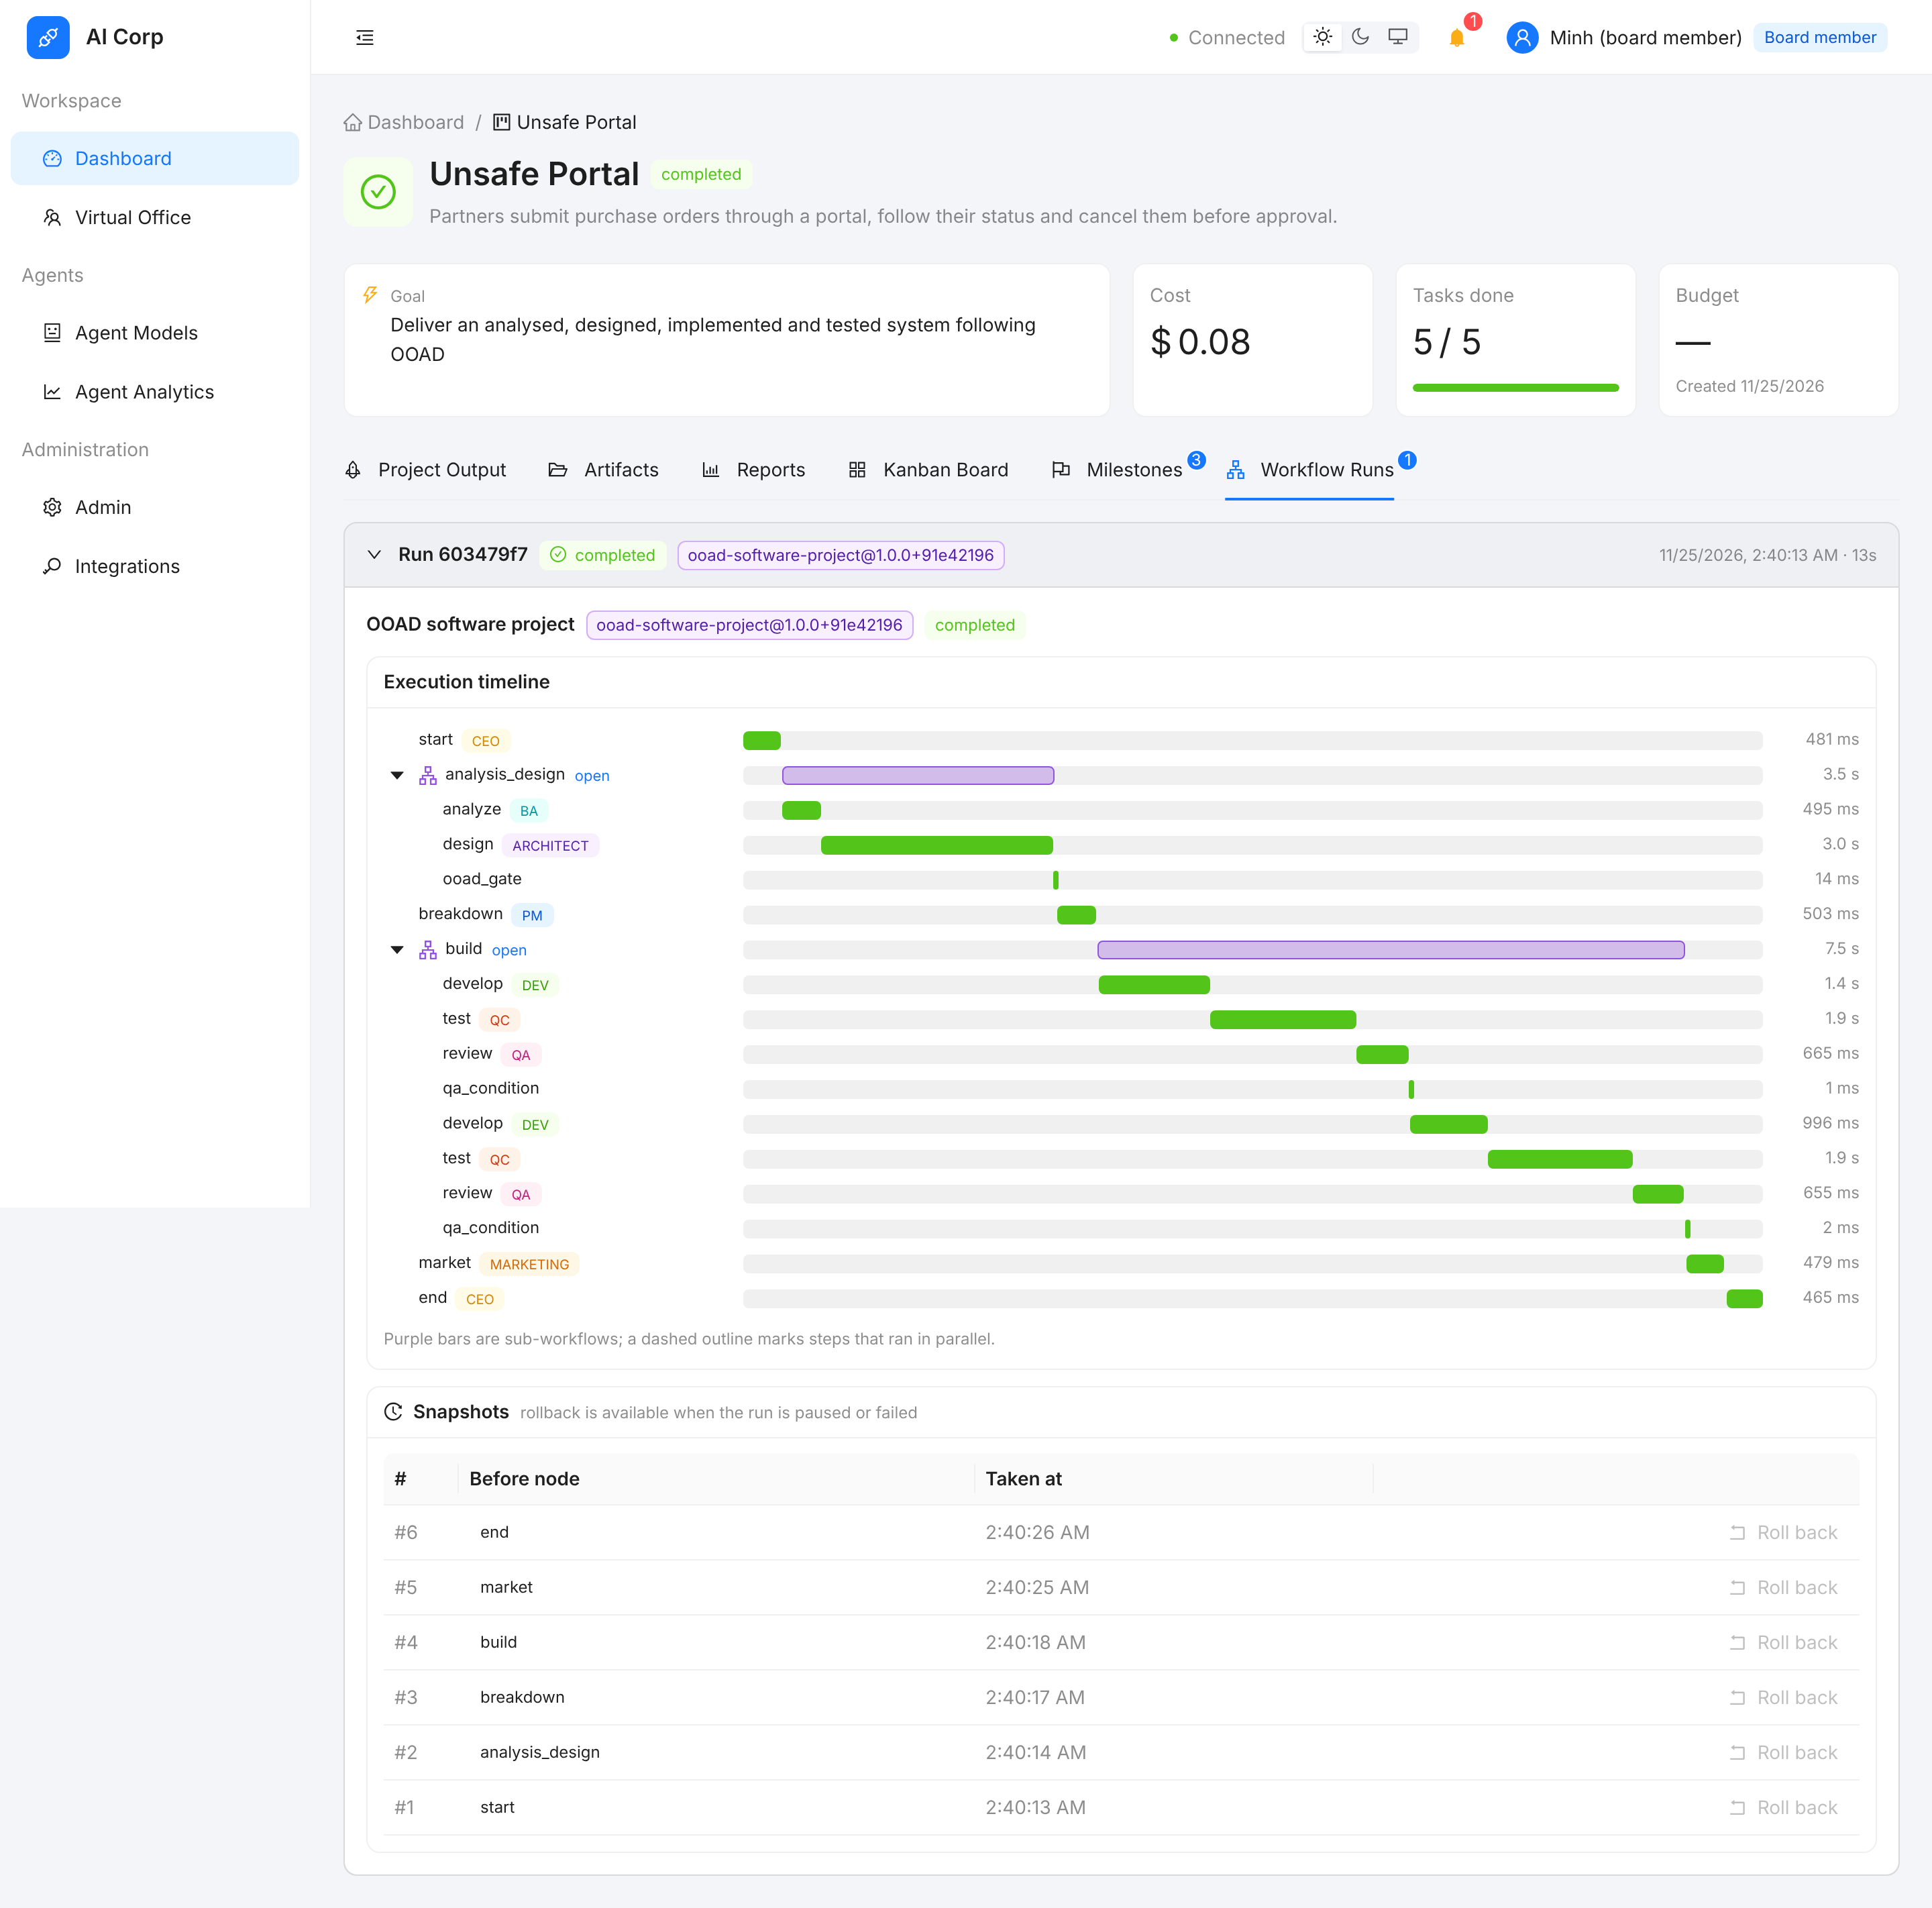 AI Corp
Connected
1
Minh (board member)
Board member
Workspace
Dashboard
Virtual Office
Agents
Agent Models
Agent Analytics
Administration
Admin
Integrations
Dashboard / Unsafe Portal
Unsafe Portal completed
Partners submit purchase orders through a portal, follow their status and cancel them before approval.
Goal
Deliver an analysed, designed, implemented and tested system following
OOAD
Cost
$ 0.08
Tasks done
5 / 5
Budget
—
Created 11/25/2026
Project Output
Artifacts
Reports
Kanban Board
Milestones 3
Workflow Runs 1
Run 603479f7 completed ooad-software-project@1.0.0+91e42196 11/25/2026, 2:40:13 AM · 13s
OOAD software project ooad-software-project@1.0.0+91e42196 completed
Execution timeline
start CEO 481 ms
analysis_design open 3.5 s
analyze BA 495 ms
design ARCHITECT 3.0 s
ooad_gate 14 ms
breakdown PM 503 ms
build open 7.5 s
develop DEV 1.4 s
test QC 1.9 s
review QA 665 ms
qa_condition 1 ms
develop DEV 996 ms
test QC 1.9 s
review QA 655 ms
qa_condition 2 ms
market MARKETING 479 ms
end CEO 465 ms
Purple bars are sub-workflows; a dashed outline marks steps that ran in parallel.
Snapshots rollback is available when the run is paused or failed
# Before node Taken at
#6 end 2:40:26 AM Roll back
#5 market 2:40:25 AM Roll back
#4 build 2:40:18 AM Roll back
#3 breakdown 2:40:17 AM Roll back
#2 analysis_design 2:40:14 AM Roll back
#1 start 2:40:13 AM Roll back